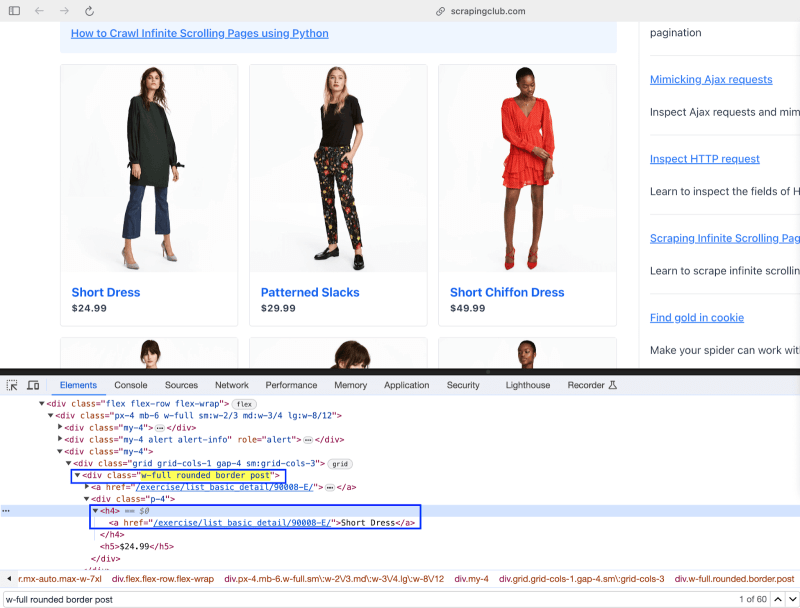 scrapingclub.com
How to Crawl Infinite Scrolling Pages using Python
Short Dress
$24.99
Patterned Slacks
$29.99
Short Chiffon Dress
$49.99
pagination
Mimicking Ajax requests
Inspect Ajax requests and mim
Inspect HTTP request
Learn to inspect the fields of H
Scraping Infinite Scrolling Pag
Learn to scrape infinite scrollin
Find gold in cookie
Make your spider can work wit
Elements Console Sources Network Performance Memory Application Security Lighthouse Recorder
<div class="flex flex-row flex-wrap"> flex
<div class="px-4 mb-6 w-full sm:w-2/3 md:w-3/4 lg:w-8/12">
<div class="my-4"> … </div>
<div class="my-4 alert alert-info" role="alert"> … </div>
<div class="my-4">
<div class="grid grid-cols-1 gap-4 sm:grid-cols-3"> grid
<div class="w-full rounded border post">
<a href="/exercise/list_basic_detail/90008-E/"> … </a>
<div class="p-4">
… <h4> == $0
<a href="/exercise/list_basic_detail/90008-E/">Short Dress</a>
</h4>
<h5>$24.99</h5>
</div>
r.mx-auto.max-w-7xl div.flex.flex-row.flex-wrap div.px-4.mb-6.w-full.sm\:w-2\/3.md\:w-3\/4.lg\:w-8\/12 div.my-4 div.grid.grid-cols-1.gap-4.sm\:grid-cols-3 div.w-full.rounded.border.post
w-full rounded border post 1 of 60